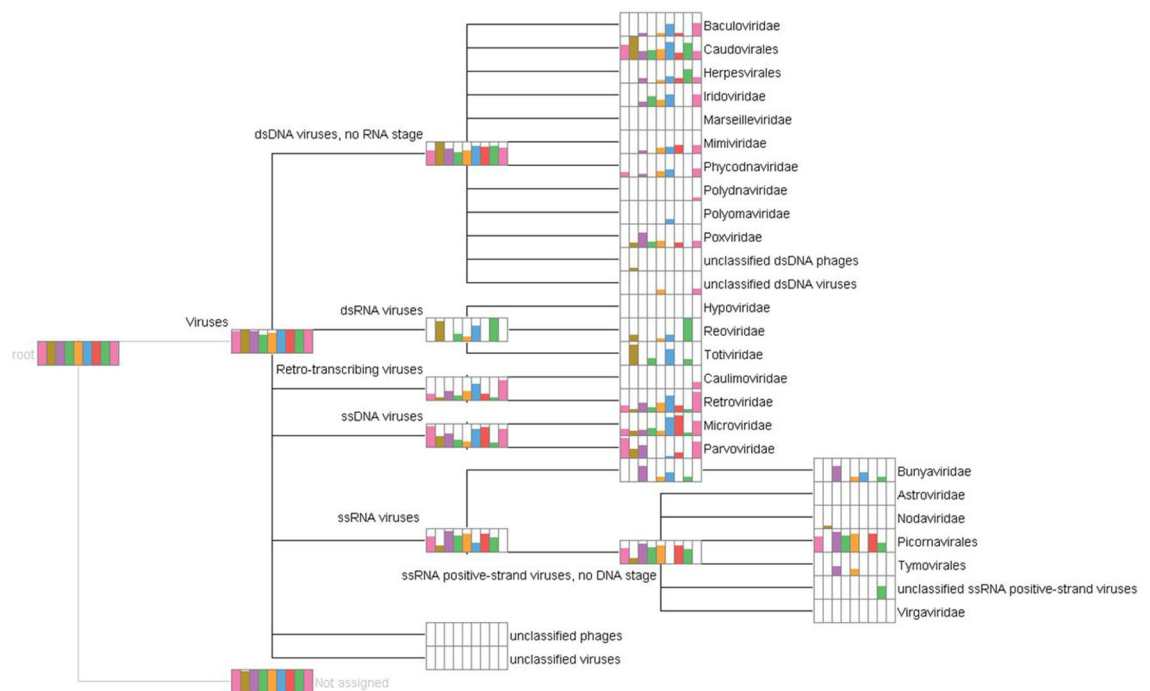 Baculoviridae
Caudovirales
Herpesvirales
Iridoviridae
Marseilleviridae
dsDNA viruses, no RNA stage
Mimiviridae
Phycodnaviridae
Polydnaviridae
Polyomaviridae
Poxviridae
unclassified dsDNA phages
unclassified dsDNA viruses
dsRNA viruses
Hypoviridae
Viruses
Reoviridae
root
Totiviridae
Retro-transcribing viruses
Caulimoviridae
Retroviridae
ssDNA viruses
Microviridae
Parvoviridae
Bunyaviridae
Astroviridae
ssRNA viruses
Nodaviridae
Picornavirales
Tymovirales
ssRNA positive-strand viruses, no DNA stage
unclassified ssRNA positive-strand viruses
Virgaviridae
unclassified phages
unclassified viruses
Not assigned